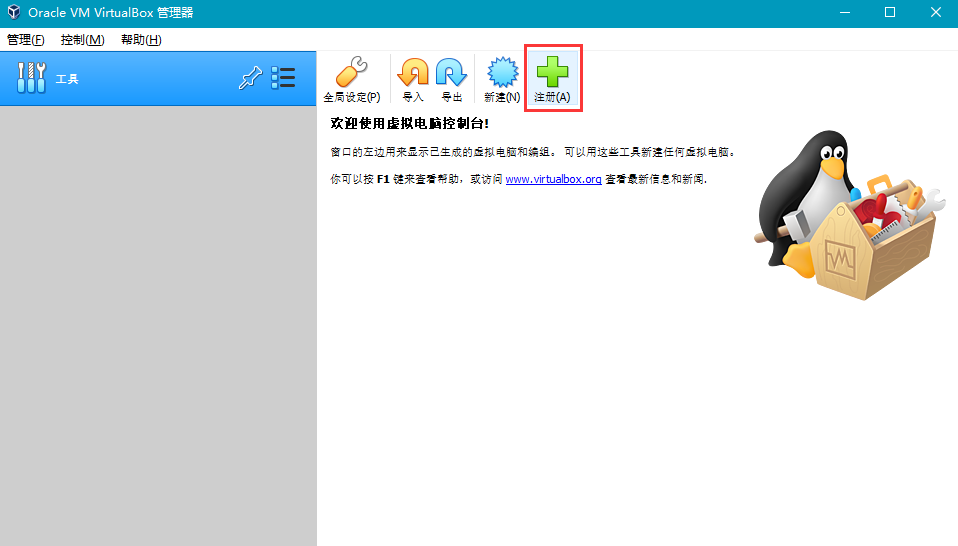 Oracle VM VirtualBox 管理器
管理(F) 控制(M) 帮助(H)
工具
全局设定(P) 导入 导出 新建(N) 注册(A)
欢迎使用虚拟电脑控制台!
窗口的左边用来显示已生成的虚拟电脑和编组。 可以用这些工具新建任何虚拟电脑。
你可以按 F1 键来查看帮助，或访问 www.virtualbox.org 查看最新信息和新闻.